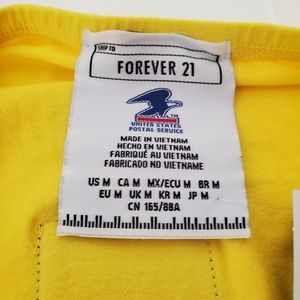 SHIP TO
FOREVER 21
UNITED STATES
POSTAL SERVICE
MADE IN VIETNAM
HECHO EN VIETNAM
FABRIQUÉ AU VIETNAM
FABRICADO NO VIETNAME
US M CA M MX/ECU M BR M
EU M UK M KR M JP M
CN 165/88A